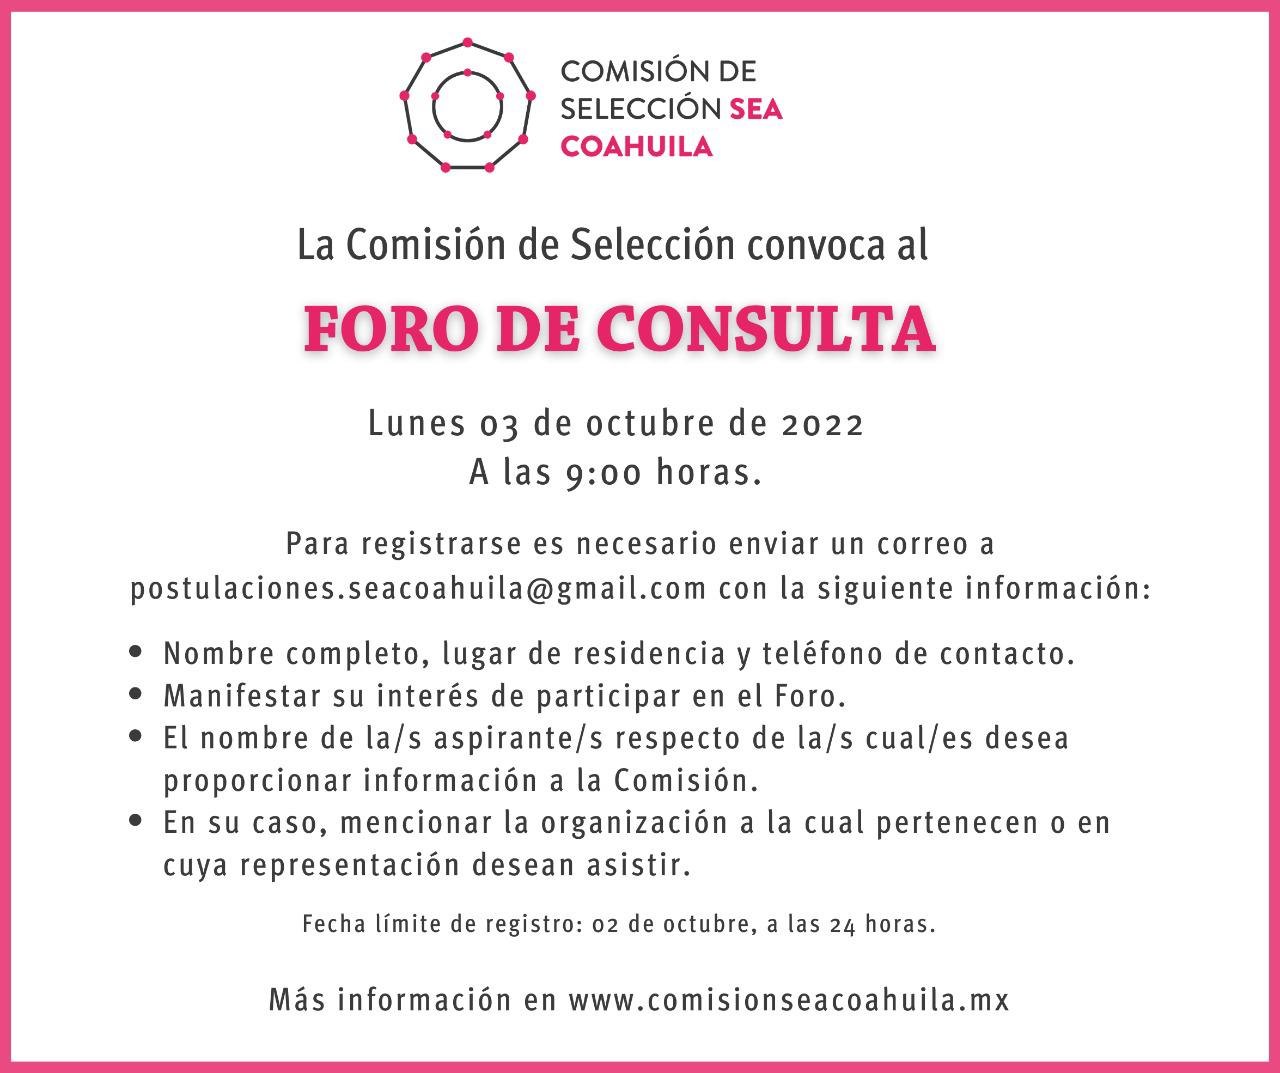 COMISIÓN DE
SELECCIÓN SEA
COAHUILA
La Comisión de Selección convoca al
FORO DE CONSULTA
Lunes 03 de octubre de 2022
A las 9:00 horas.
Para registrarse es necesario enviar un correo a
postulaciones.seacoahuila@gmail.com con la siguiente información:
• Nombre completo, lugar de residencia y teléfono de contacto.
• Manifestar su interés de participar en el Foro.
• El nombre de la/s aspirante/s respecto de la/s cual/es desea
proporcionar información a la Comisión.
• En su caso, mencionar la organización a la cual pertenecen o en
cuya representación desean asistir.
Fecha límite de registro: 02 de octubre, a las 24 horas.
Más información en www.comisionseacoahuila.mx